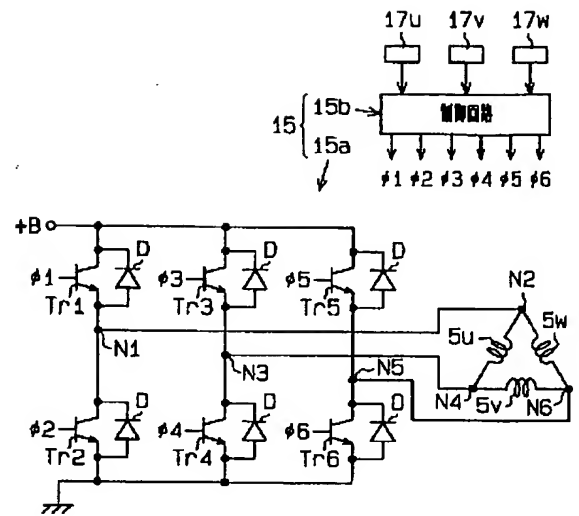 17u 17v 17w
15 15b 制御回路
15a
φ1 φ2 φ3 φ4 φ5 φ6
+B
D D D
φ1 φ3 φ5
Tr1 Tr3 Tr5
N2
N1 5u 5w
N3 N5
N4 5v N6
D D D
φ2 φ4 φ6
Tr2 Tr4 Tr6